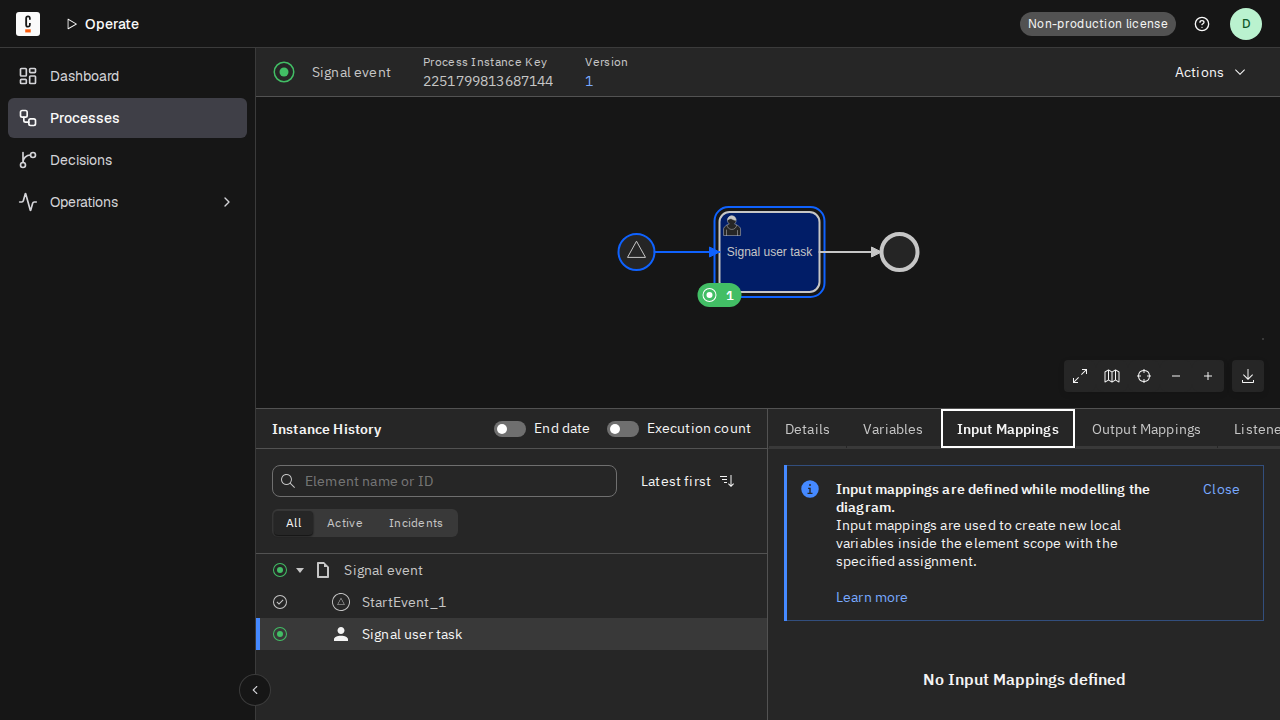 C
Operate
Non-production license
D
Dashboard
Processes
Decisions
Operations
Signal event
Process Instance Key
2251799813687144
Version
1
Actions
Signal user task
1
Instance History
End date
Execution count
Element name or ID
Latest first
All
Active
Incidents
Signal event
StartEvent_1
Signal user task
Details
Variables
Input Mappings
Output Mappings
Listene
Input mappings are defined while modelling the
diagram.
Close
Input mappings are used to create new local
variables inside the element scope with the
specified assignment.
Learn more
No Input Mappings defined